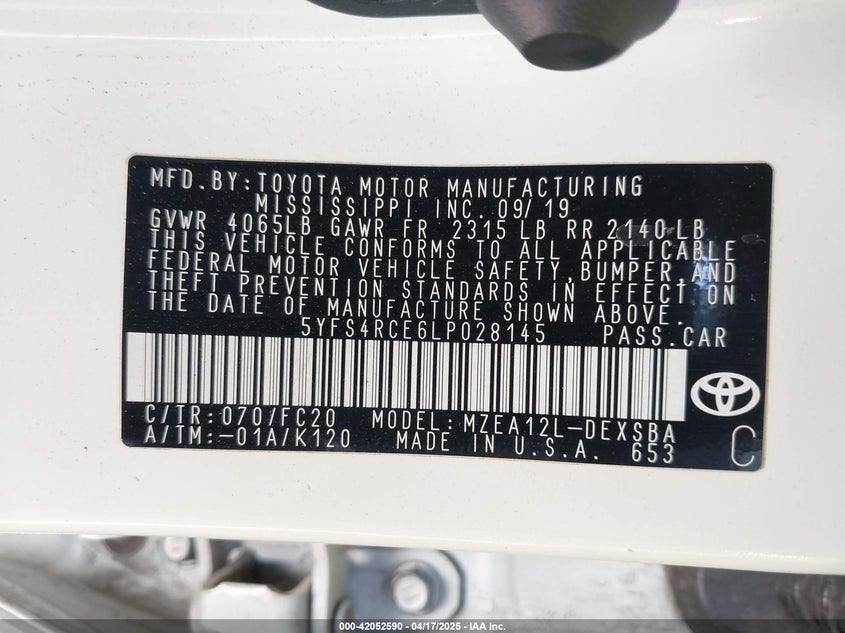 MFD.BY:TOYOTA MOTOR MANUFACTURING
MISSISSIPPI INC. 09/19
GVWR 4065LB GAWR FR 2315 LB RR 2140 LB
THIS VEHICLE CONFORMS TO ALL APPLICABLE
FEDERAL MOTOR VEHICLE SAFETY,BUMPER,AND
THEFT PREVENTION STANDARDS IN EFFECT ON
THE DATE OF MANUFACTURE SHOWN ABOVE.
5YFS4RCE6LP028145 PASS.CAR
C/TR:070/FC20 MODEL:MZEA12L-DEXSBA
A/TM:-01A/K120 MADE IN U.S.A. 653
C
000-42052590 - 04/17/2025 - IAA Inc.